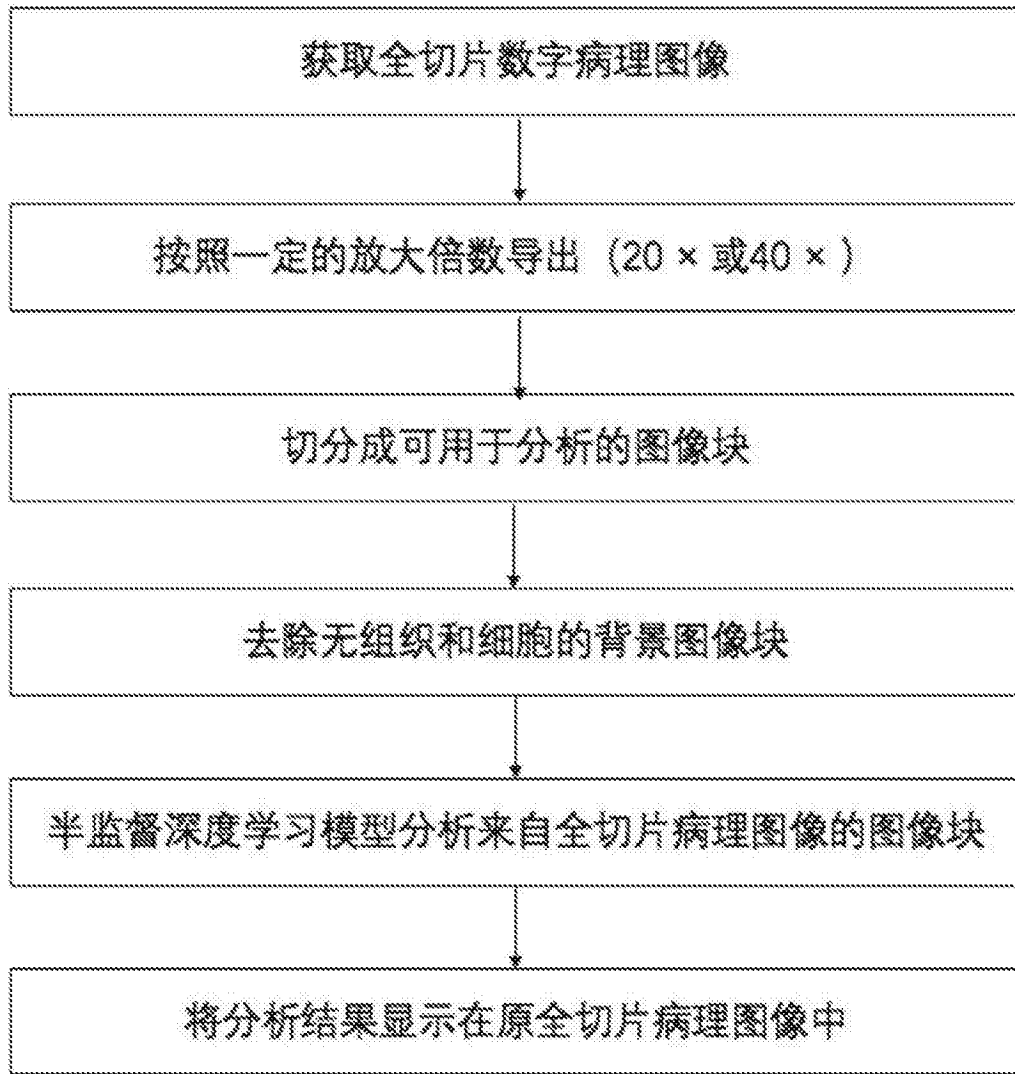 获取全切片数字病理图像
按照一定的放大倍数导出（20 × 或40 × ）
切分成可用于分析的图像块
去除无组织和细胞的背景图像块
半监督深度学习模型分析来自全切片病理图像的图像块
将分析结果显示在原全切片病理图像中